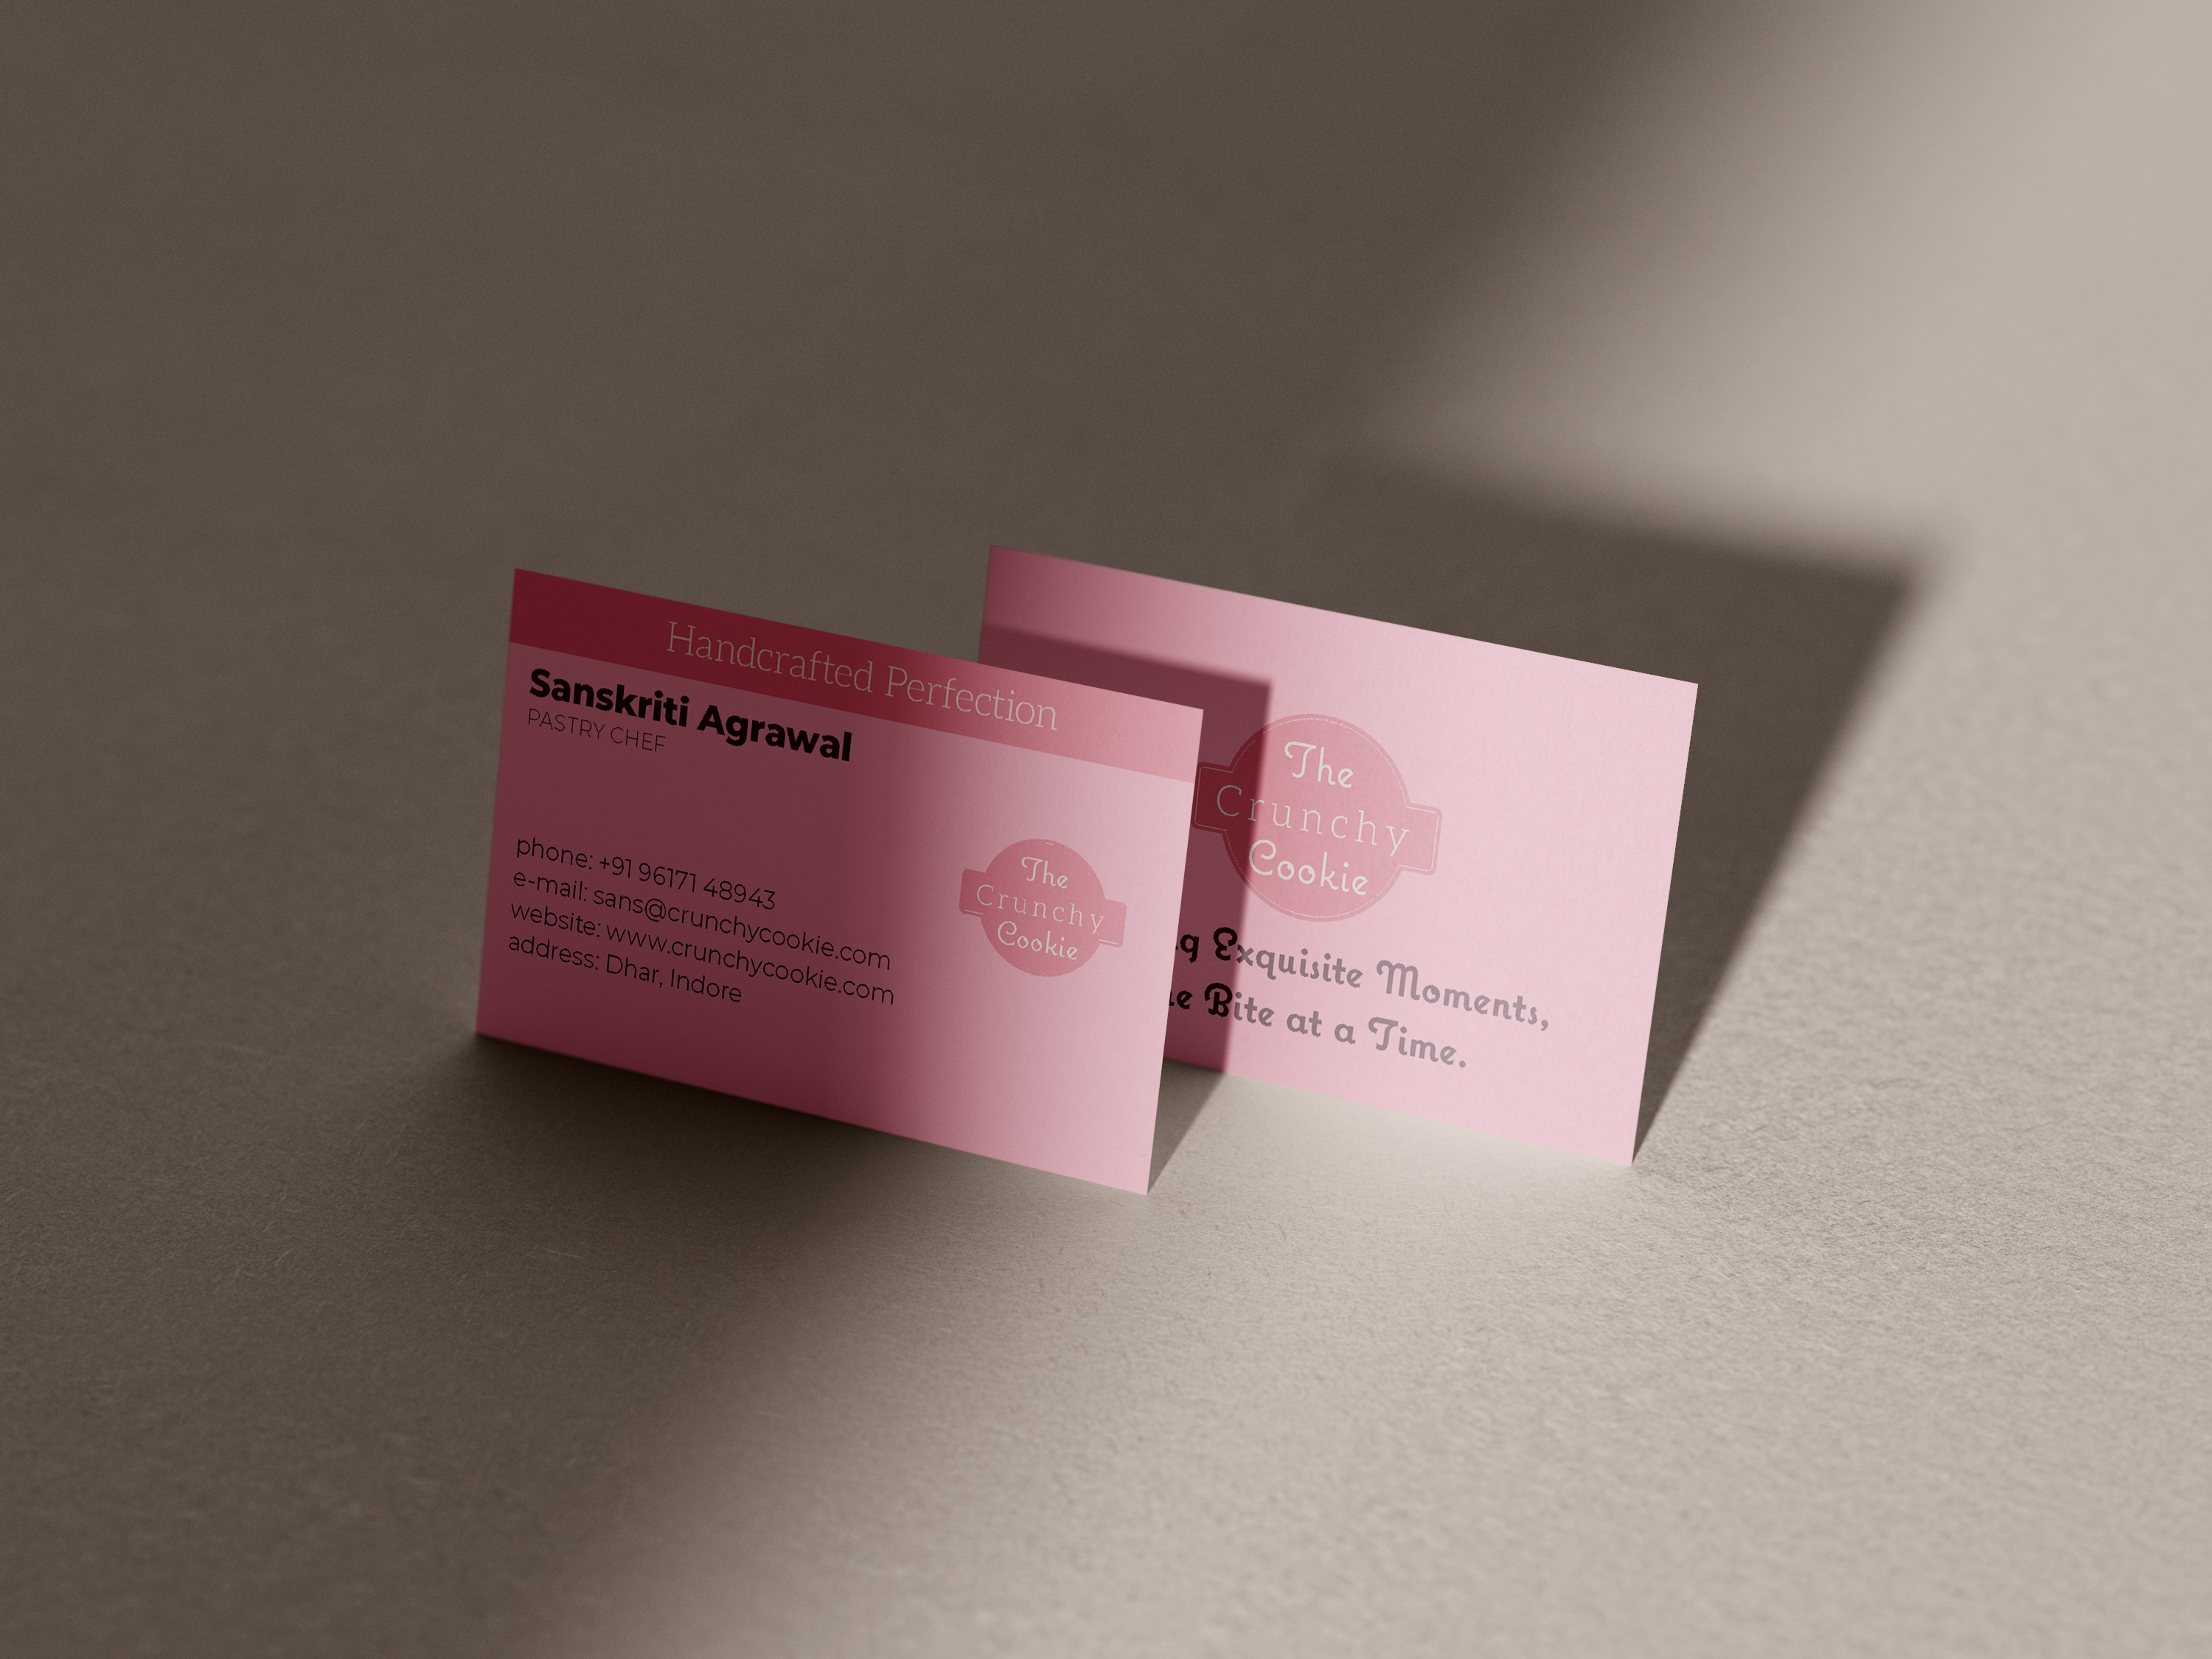 Handcrafted Perfection
Sanskriti Agrawal
PASTRY CHEF
phone: +91 96171 48943
e-mail: sans@crunchycookie.com
website: www.crunchycookie.com
address: Dhar, Indore
The
Crunchy
Cookie
The
Crunchy
Cookie
Exquisite Moments,
Bite at a Time.